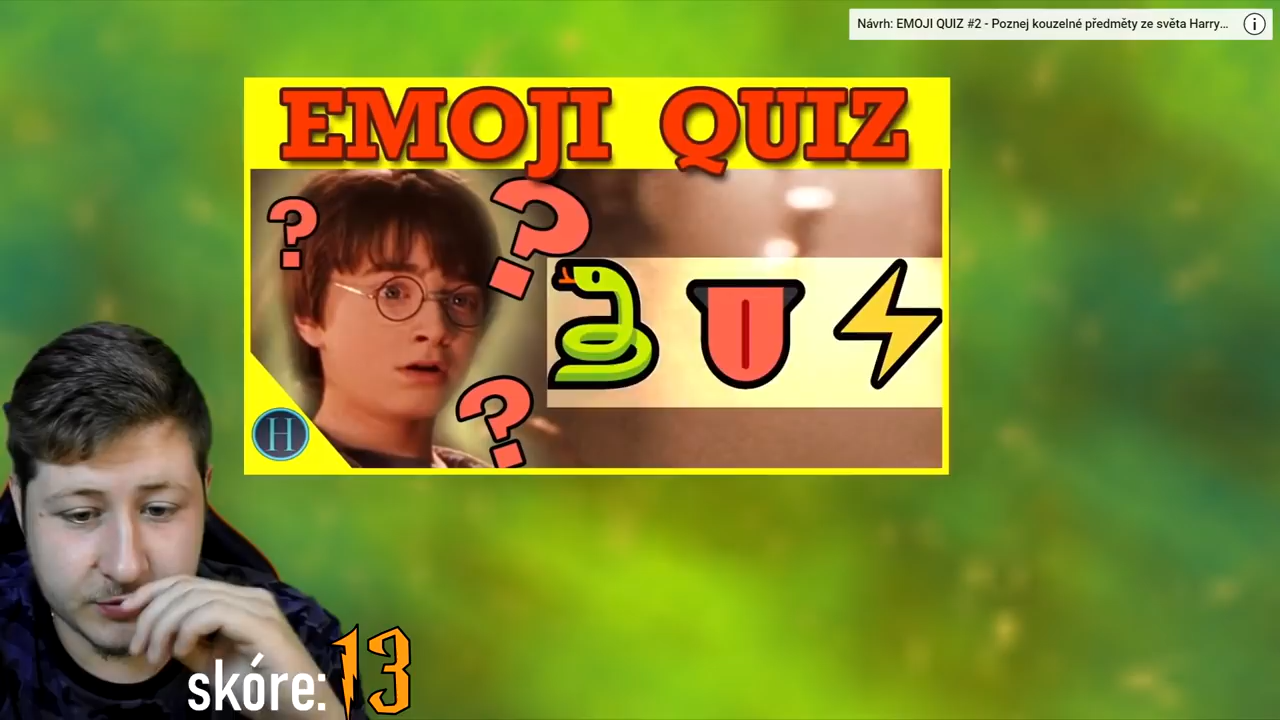 Návrh: EMOJI QUIZ #2 - Poznej kouzelné předměty ze světa Harry...
EMOJI QUIZ
?
?
?
H
skóre: 13